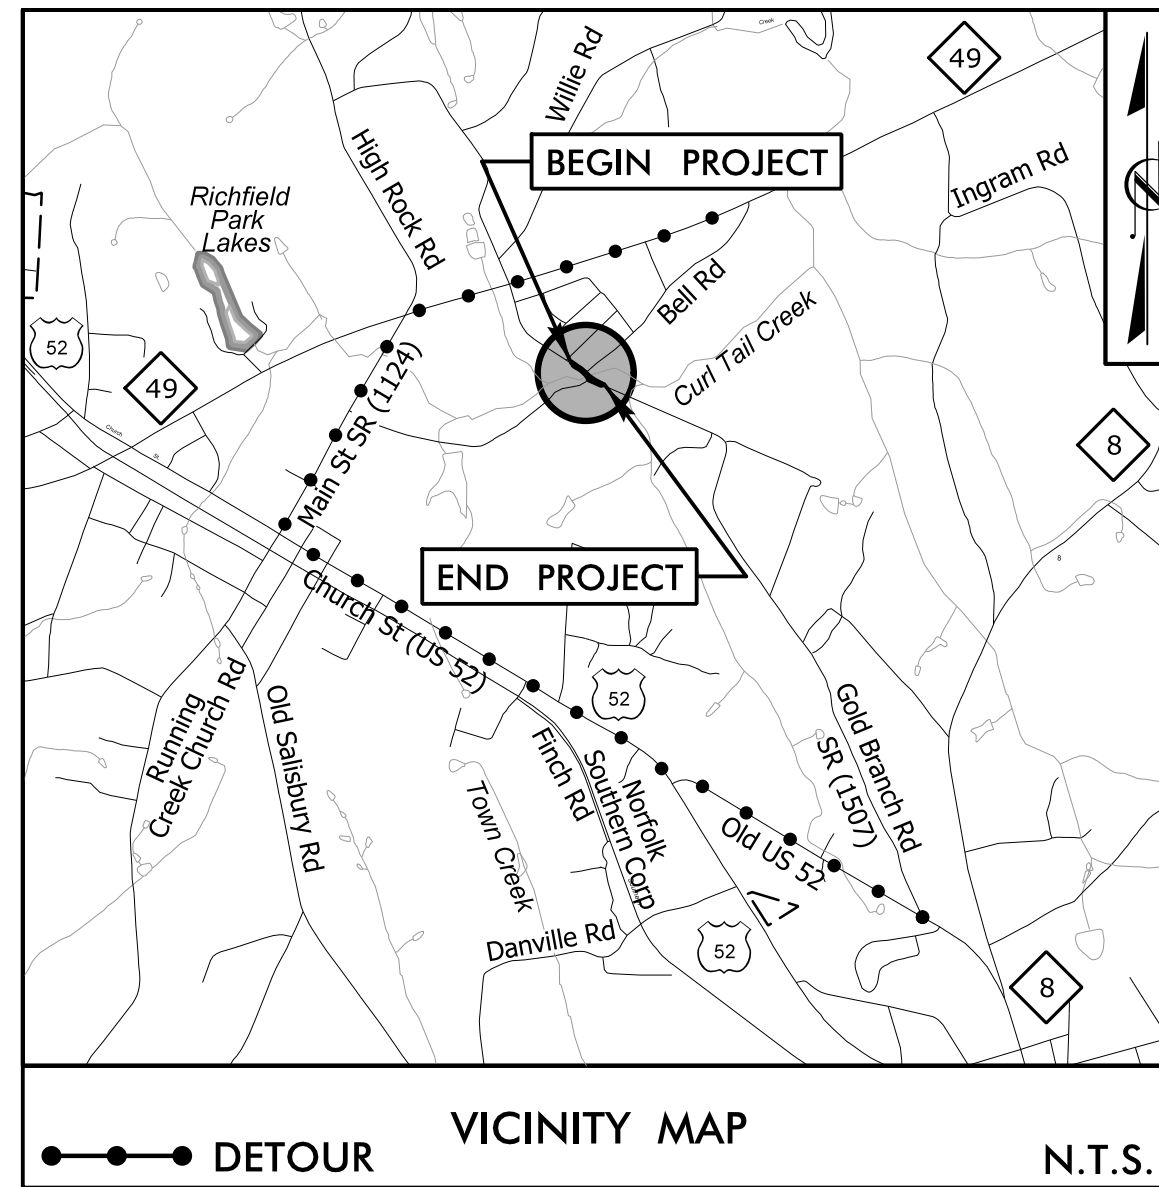 Creek
49
Willie Rd
High Rock Rd
BEGIN PROJECT
Ingram Rd
Richfield
Park
Lakes
Bell Rd
Curl Tail Creek
52
49
8
Church
St
Main St SR (1124)
8
END PROJECT
Church St (US 52)
52
Running
Creek Church Rd
Old Salisbury Rd
Finch Rd
Norfolk
Southern Corp
Gold Branch Rd
SR (1507)
Town Creek
Old US 52
Danville Rd
52
8
VICINITY MAP
DETOUR
N.T.S.